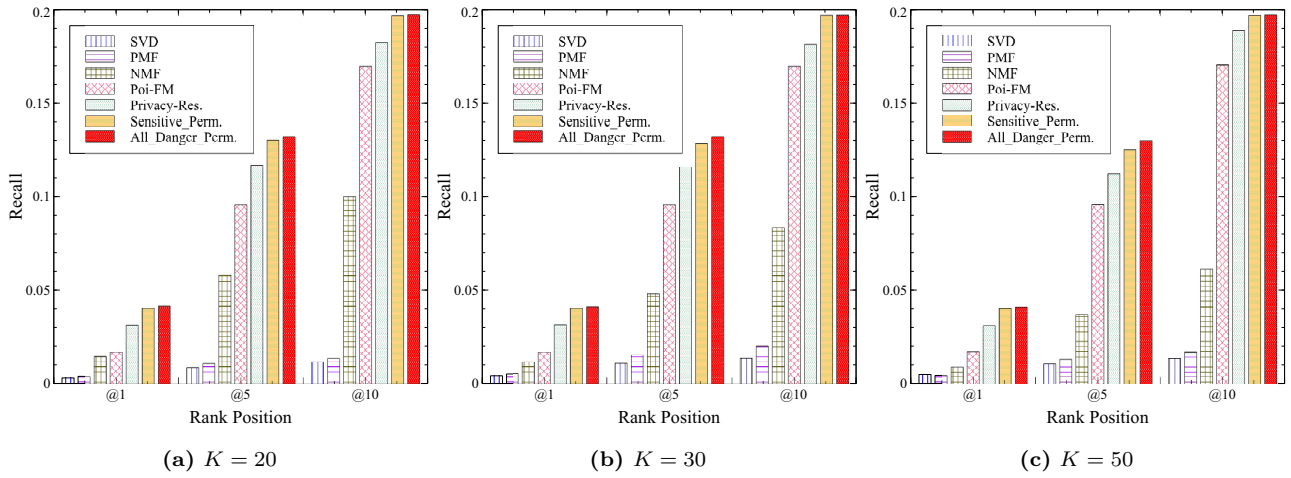 0.2
0.15
0.1
0.05
0
Recall
SVD
PMF
NMF
Poi-FM
Privacy-Res.
Sensitive_Perm.
All_Danger_Perm.
@1
@5
@10
Rank Position
(a) K = 20
0.2
0.15
0.1
0.05
0
Recall
SVD
PMF
NMF
Poi-FM
Privacy-Res.
Sensitive_Perm.
All_Danger_Perm.
@1
@5
@10
Rank Position
(b) K = 30
0.2
0.15
0.1
0.05
0
Recall
SVD
PMF
NMF
Poi-FM
Privacy-Res.
Sensitive_Perm.
All_Danger_Perm.
@1
@5
@10
Rank Position
(c) K = 50